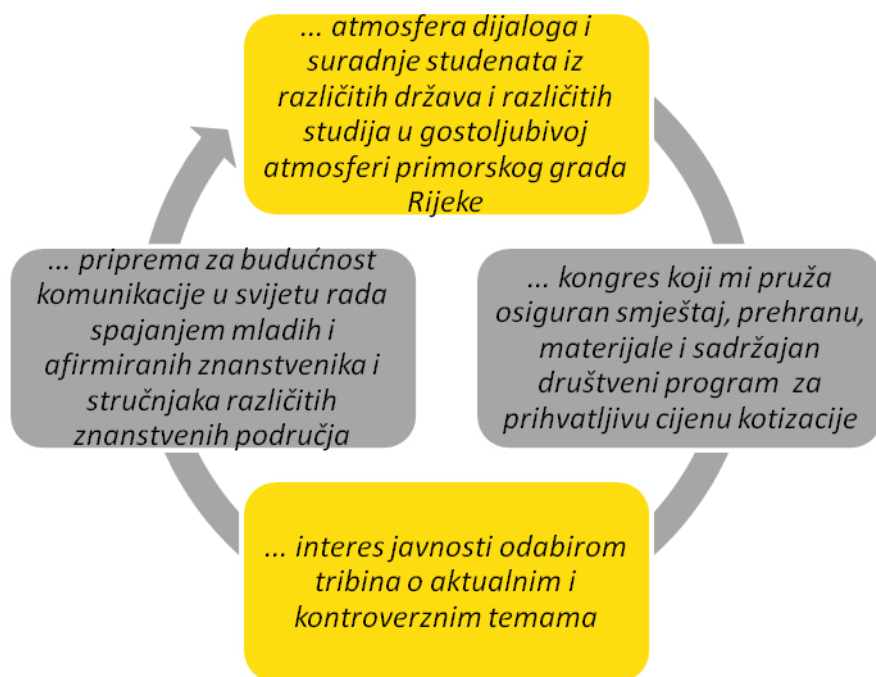 ... atmosfera dijaloga i
suradnje studenata iz
različitih država i različitih
studija u gostoljubivoj
atmosferi primorskog grada
Rijeke
... kongres koji mi pruža
osiguran smještaj, prehranu,
materijale i sadržajan
društveni program za
prihvatljivu cijenu kotizacije
... interes javnosti odabirom
tribina o aktualnim i
kontroverznim temama
... priprema za budućnost
komunikacije u svijetu rada
spajanjem mladih i
afirmiranih znanstvenika i
stručnjaka različitih
znanstvenih područja